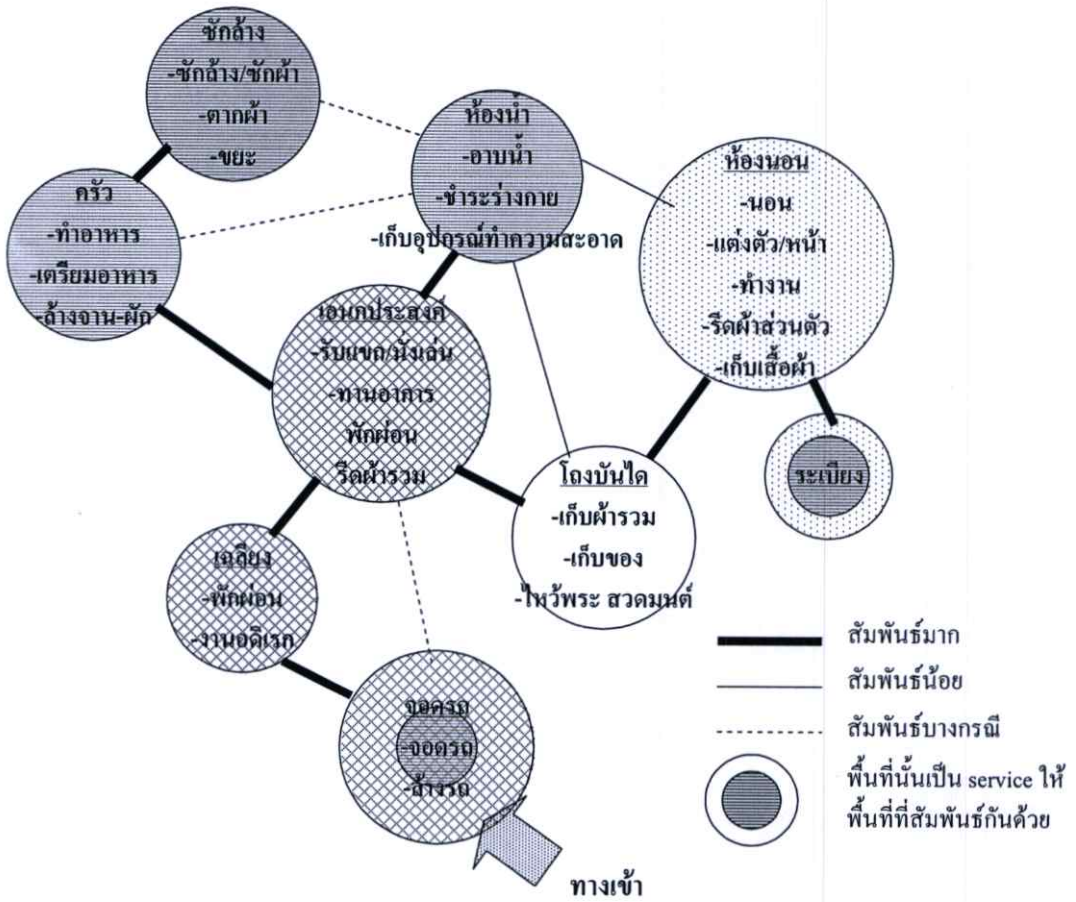 ซักล้าง
-ซักล้าง/ซักผ้า
-ตากผ้า
-ขยะ
ครัว
-ทำอาหาร
-เตรียมอาหาร
-ล้างจาน-ผัก
ห้องน้ำ
-อาบน้ำ
-ชำระร่างกาย
-เก็บอุปกรณ์ทำความสะอาด
ห้องนอน
-นอน
-แต่งตัว/หน้า
-ทำงาน
-รีดผ้าส่วนตัว
-เก็บเสื้อผ้า
เอนกประสงค์
-รับแขก/นั่งเล่น
-ทานอาการ
พักผ่อน
รีดผ้ารวม
ระเบียง
โถงบันได
-เก็บผ้ารวม
-เก็บของ
-ไหว้พระ สวดมนต์
เฉลียง
-พักผ่อน
-งานอดิเรก
จอดรถ
-จอดรถ
-ล้างรถ
ทางเข้า
สัมพันธ์มาก
สัมพันธ์น้อย
สัมพันธ์บางกรณี
พื้นที่นั้นเป็น service ให้
พื้นที่ที่สัมพันธ์กันด้วย